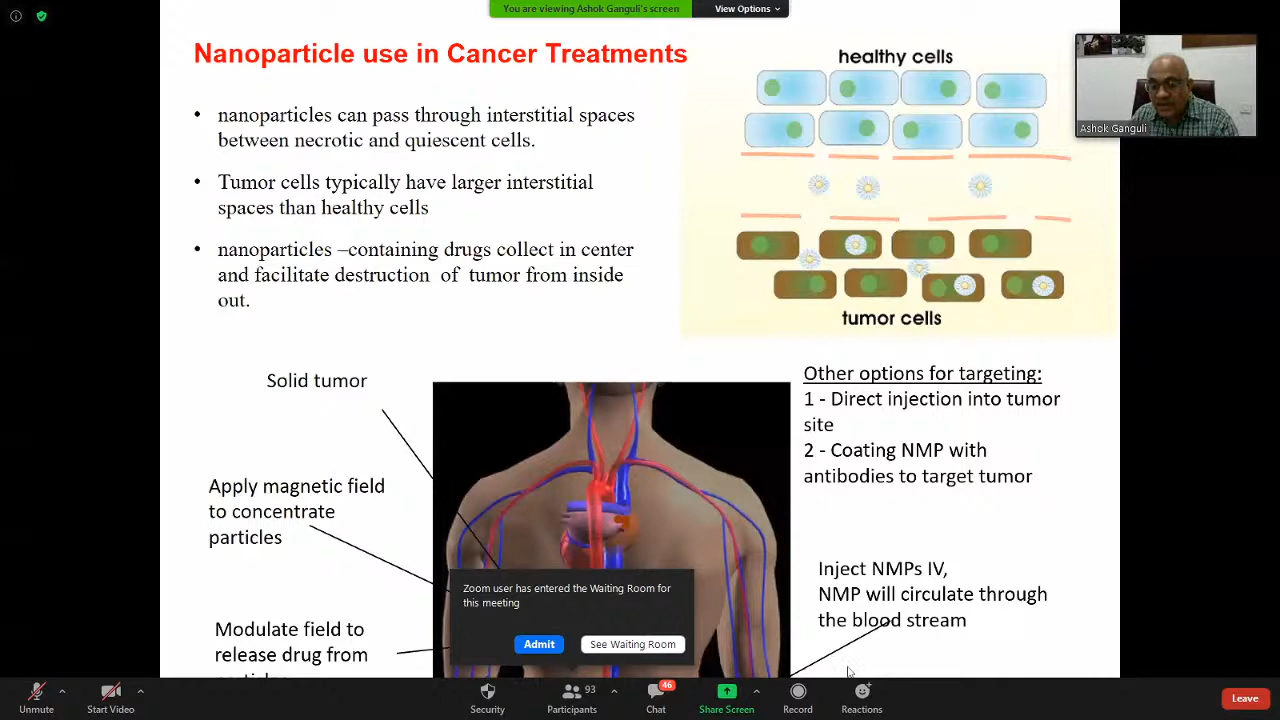 You are viewing Ashok Ganguli's screen
View Options
Nanoparticle use in Cancer Treatments
nanoparticles can pass through interstitial spaces
between necrotic and quiescent cells.
Tumor cells typically have larger interstitial
spaces than healthy cells
nanoparticles –containing drugs collect in center
and facilitate destruction of tumor from inside
out.
healthy cells
tumor cells
Ashok Ganguli
Solid tumor
Apply magnetic field
to concentrate
particles
Modulate field to
release drug from
Other options for targeting:
1 - Direct injection into tumor
site
2 - Coating NMP with
antibodies to target tumor
Inject NMPs IV,
NMP will circulate through
the blood stream
Zoom user has entered the Waiting Room for
this meeting
Admit
See Waiting Room
Unmute
Start Video
Security
93
Participants
46
Chat
Share Screen
Record
Reactions
Leave